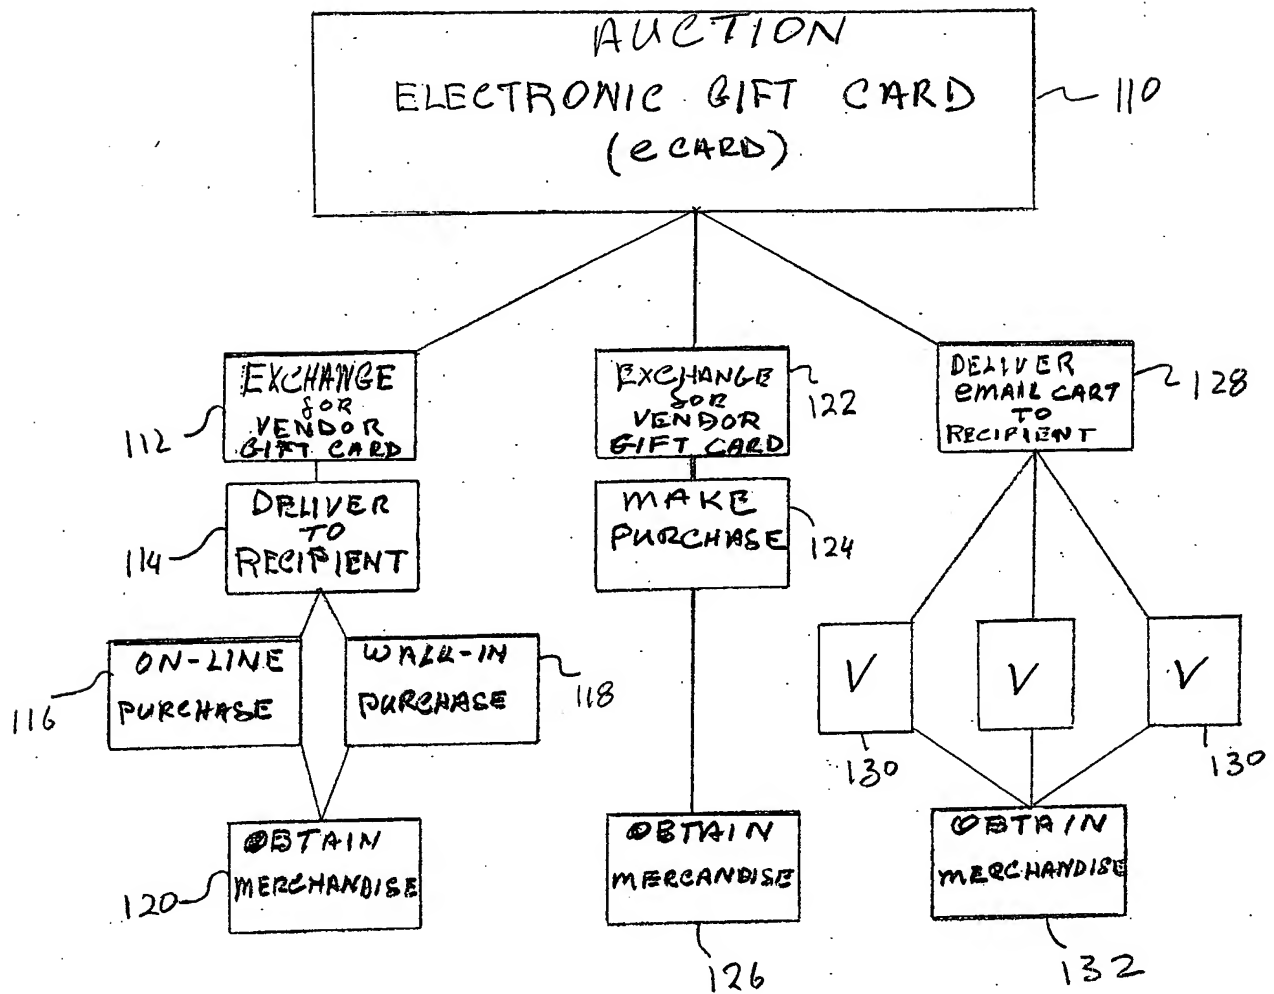 AUCTION
ELECTRONIC GIFT CARD
(eCARD)
110
EXCHANGE
for
VENDOR
GIFT CARD
112
EXCHANGE
for
VENDOR
GIFT CARD
122
DELIVER
eMAIL CART
TO
RECIPIENT
128
DELIVER
TO
RECIPIENT
114
MAKE
PURCHASE
124
ON-LINE
PURCHASE
116
WALK-IN
PURCHASE
118
V
V
V
130
130
OBTAIN
MERCHANDISE
120
OBTAIN
MERCANDISE
126
OBTAIN
MERCHANDISE
132